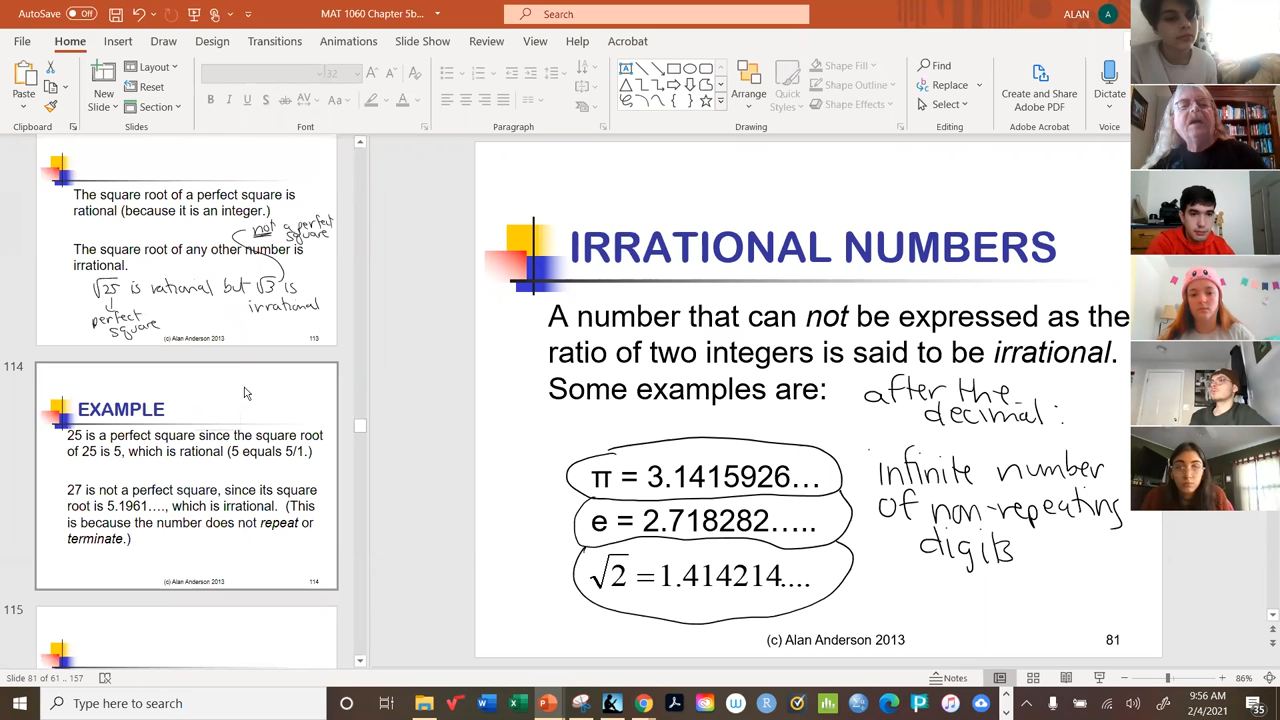 AutoSave Off
MAT 1060 Chapter 5b...
Search
ALAN
A
File Home Insert Draw Design Transitions Animations Slide Show Review View Help Acrobat
Paste
New Slide
Layout
Reset
Section
32
Arrange
Quick Styles
Shape Fill
Shape Outline
Shape Effects
Find
Replace
Select
Create and Share Adobe PDF
Dictate
Clipboard Slides Font Paragraph Drawing Editing Adobe Acrobat Voice
The square root of a perfect square is
rational (because it is an integer.)
not a perfect
square
The square root of any other number is
irrational.
√25 is rational but √3 is
irrational
perfect
square
(c) Alan Anderson 2013 113
114
EXAMPLE
25 is a perfect square since the square root
of 25 is 5, which is rational (5 equals 5/1.)
27 is not a perfect square, since its square
root is 5.1961…., which is irrational. (This
is because the number does not repeat or
terminate.)
(c) Alan Anderson 2013 114
115
IRRATIONAL NUMBERS
A number that can not be expressed as the
ratio of two integers is said to be irrational.
Some examples are:
after the
decimal:
π = 3.1415926…
e = 2.718282…..
√2 = 1.414214....
infinite number
of non-repeating
digits
(c) Alan Anderson 2013 81
Slide 81 of 61 .. 157
Notes
86%
Type here to search
9:56 AM
2/4/2021
35